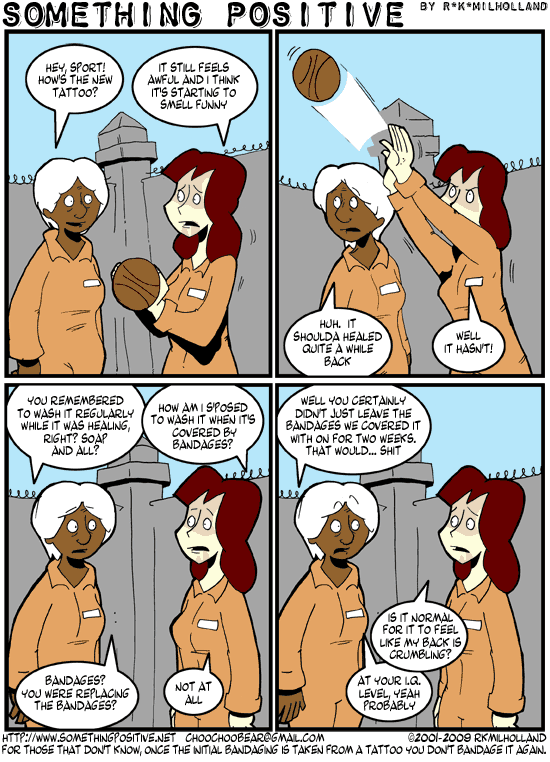 SOMETHING POSITIVE BY R*K*MILHOLLAND
HEY, SPORT!
HOW'S THE NEW
TATTOO?
IT STILL FEELS
AWFUL AND I THINK
IT'S STARTING TO
SMELL FUNNY
HUH. IT
SHOULDA HEALED
QUITE A WHILE
BACK
WELL
IT HASN'T!
YOU REMEMBERED
TO WASH IT REGULARLY
WHILE IT WAS HEALING,
RIGHT? SOAP
AND ALL?
HOW AM I S'POSED
TO WASH IT WHEN IT'S
COVERED BY
BANDAGES?
BANDAGES?
YOU WERE REPLACING
THE BANDAGES?
NOT AT
ALL
WELL YOU CERTAINLY
DIDN'T JUST LEAVE THE
BANDAGES WE COVERED IT
WITH ON FOR TWO WEEKS.
THAT WOULD... SHIT
IS IT NORMAL
FOR IT TO FEEL
LIKE MY BACK IS
CRUMBLING?
AT YOUR I.Q.
LEVEL, YEAH
PROBABLY
HTTP://WWW.SOMETHINGPOSITIVE.NET CHOOCHOOBEAR@GMAIL.COM ©2001-2009 RKMILHOLLAND
FOR THOSE THAT DON'T KNOW, ONCE THE INITIAL BANDAGING IS TAKEN FROM A TATTOO YOU DON'T BANDAGE IT AGAIN.